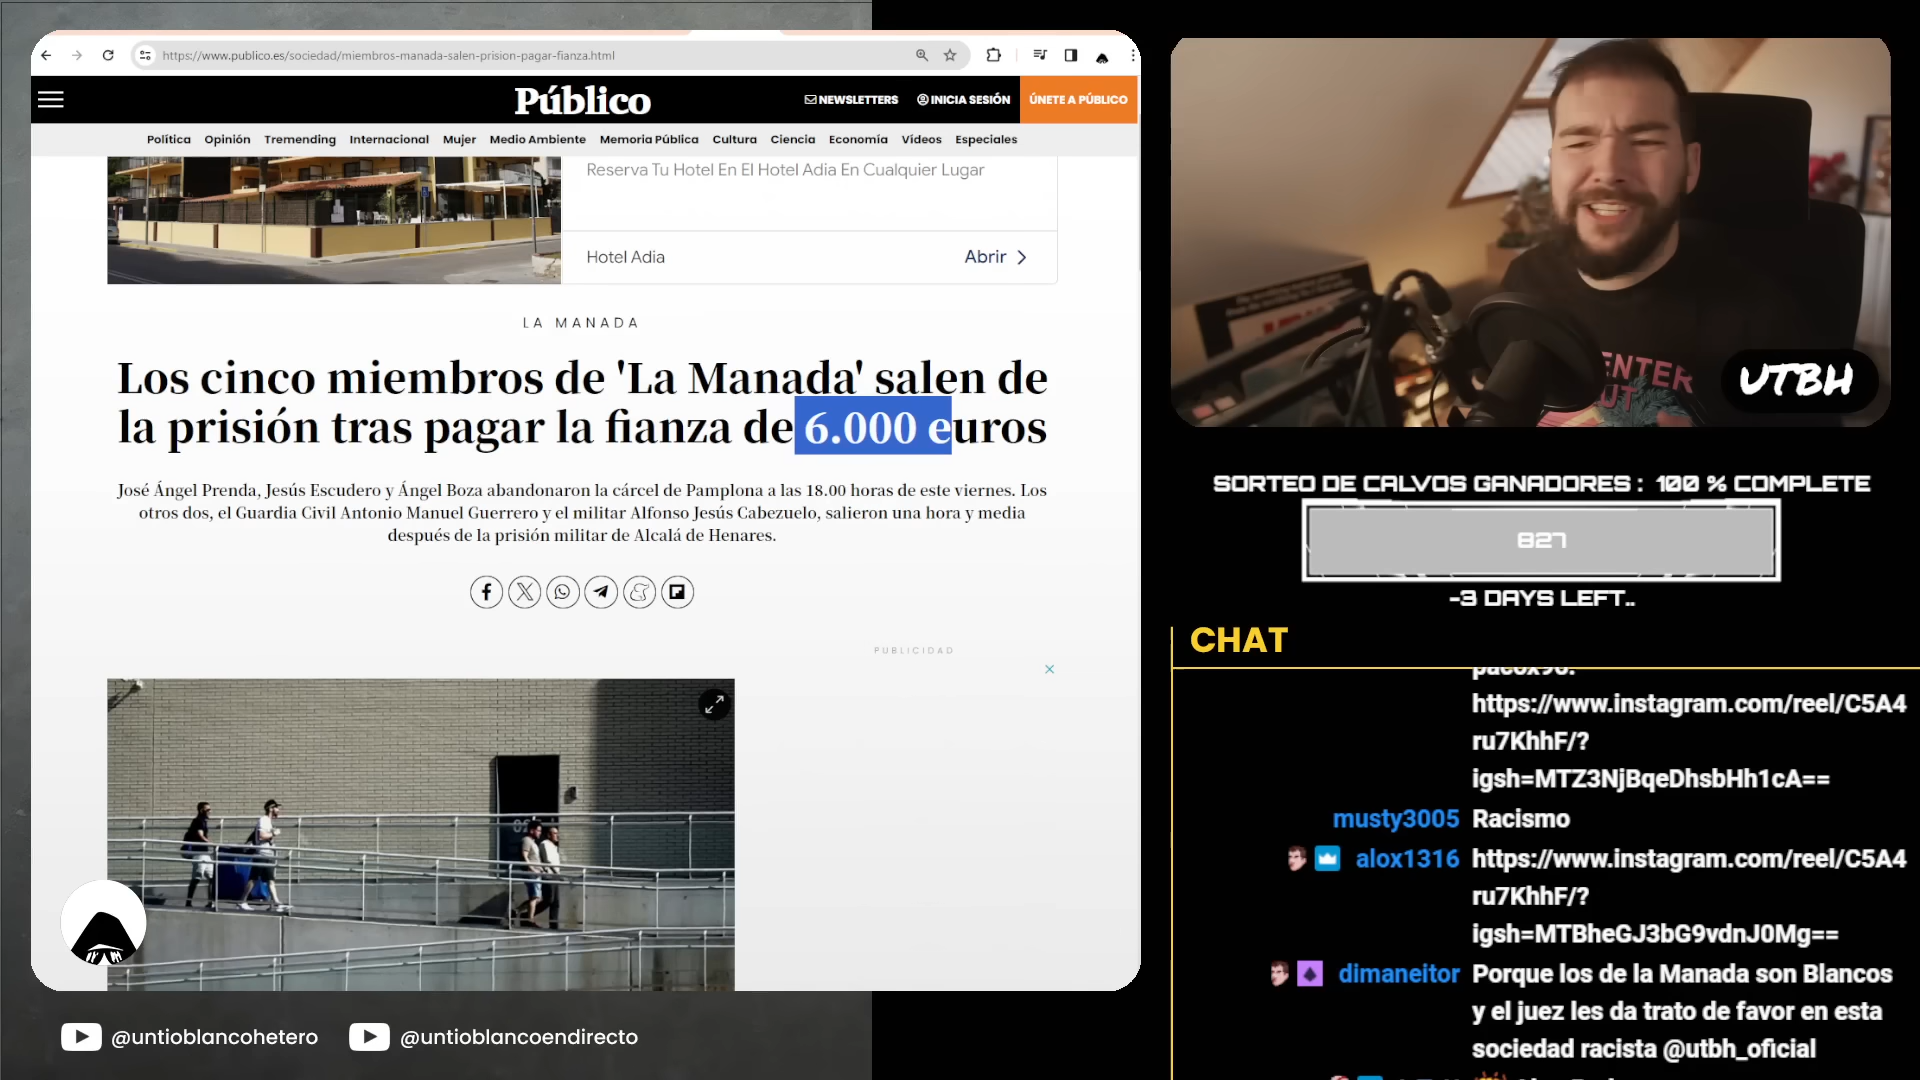 https://www.publico.es/sociedad/miembros-manada-salen-prision-pagar-fianza.html
Público
NEWSLETTERS
INICIA SESIÓN
ÚNETE A PÚBLICO
Política Opinión Tremending Internacional Mujer Medio Ambiente Memoria Pública Cultura Ciencia Economía Vídeos Especiales
Reserva Tu Hotel En El Hotel Adia En Cualquier Lugar
Hotel Adia
Abrir
LA MANADA
Los cinco miembros de 'La Manada' salen de
la prisión tras pagar la fianza de 6.000 euros
José Ángel Prenda, Jesús Escudero y Ángel Boza abandonaron la cárcel de Pamplona a las 18.00 horas de este viernes. Los
otros dos, el Guardia Civil Antonio Manuel Guerrero y el militar Alfonso Jesús Cabezuelo, salieron una hora y media
después de la prisión militar de Alcalá de Henares.
PUBLICIDAD
@untioblancohetero
@untioblancoendirecto
ENTER
UT
UTBH
SORTEO DE CALVOS GANADORES : 100 % COMPLETE
827
-3 DAYS LEFT..
CHAT
https://www.instagram.com/reel/C5A4
ru7KhhF/?
igsh=MTZ3NjBqeDhsbHh1cA==
musty3005 Racismo
alox1316 https://www.instagram.com/reel/C5A4
ru7KhhF/?
igsh=MTBheGJ3bG9vdnJ0Mg==
dimaneitor Porque los de la Manada son Blancos
y el juez les da trato de favor en esta
sociedad racista @utbh_oficial